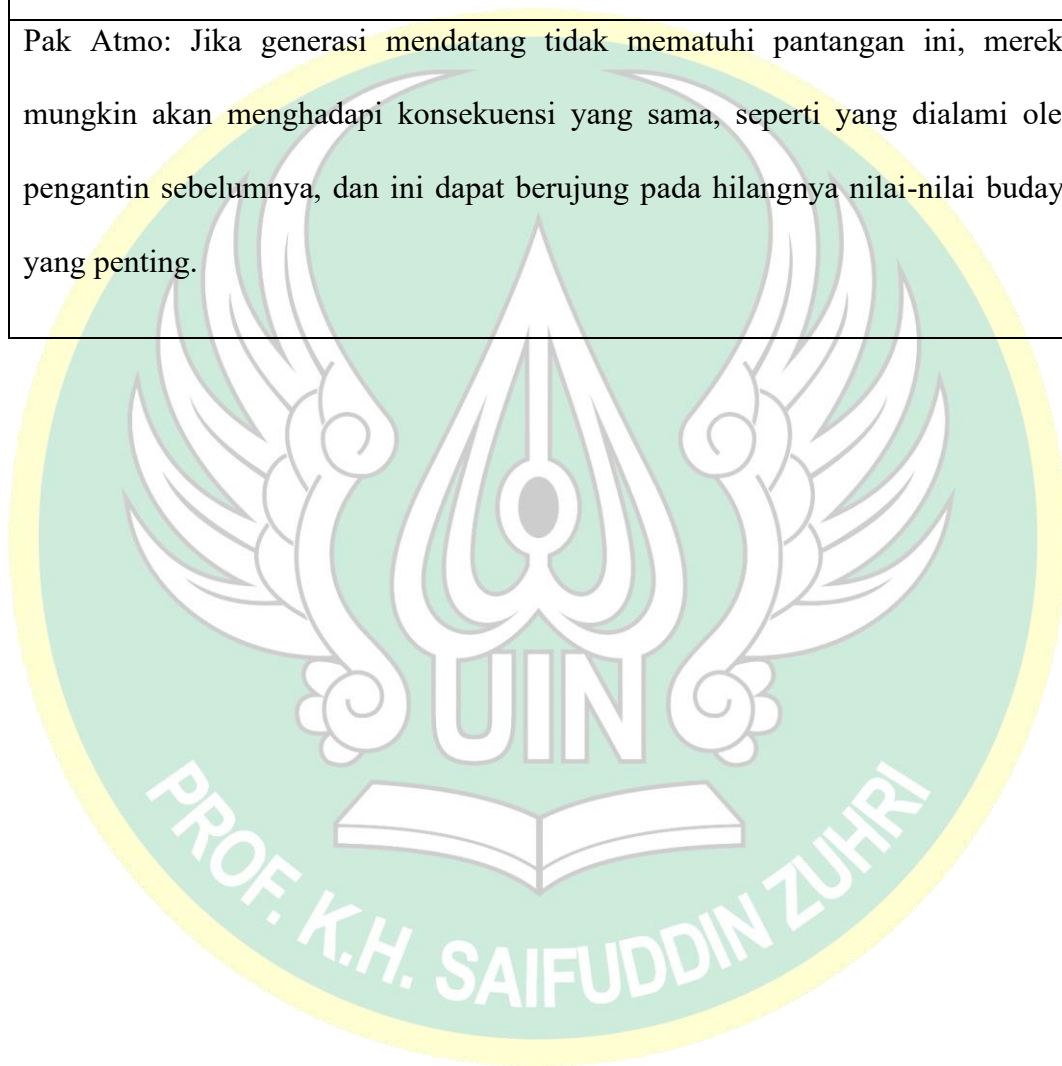 Pak Atmo: Jika generasi mendatang tidak mematuhi pantangan ini, merek
mungkin akan menghadapi konsekuensi yang sama, seperti yang dialami ole
pengantin sebelumnya, dan ini dapat berujung pada hilangnya nilai-nilai buday
yang penting.
UIN
PROF. K.H. SAIFUDDIN ZUHRI